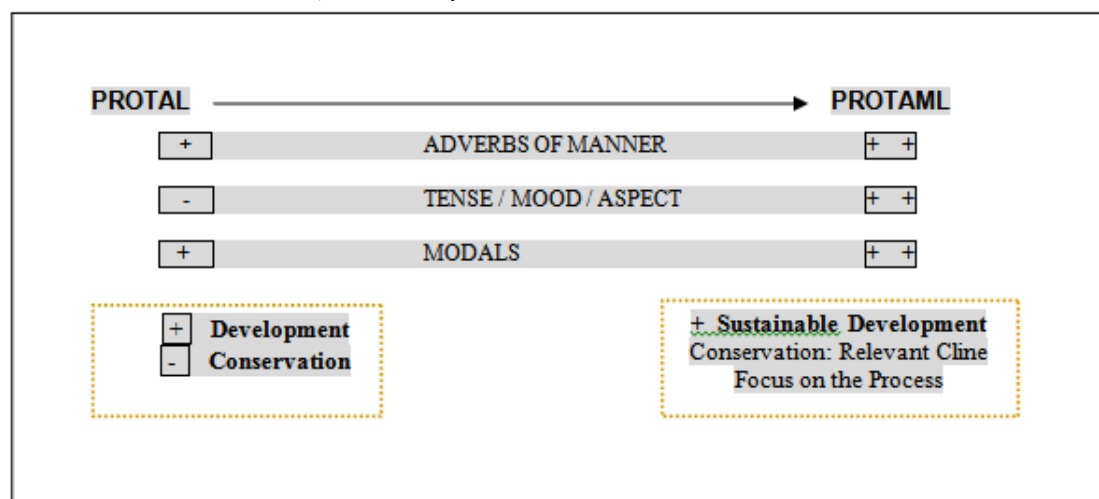 PROTAL PROTAML
+ ADVERBS OF MANNER + +
- TENSE / MOOD / ASPECT + +
+ MODALS + +
+ Development
- Conservation
+ Sustainable Development
Conservation: Relevant Cline
Focus on the Process